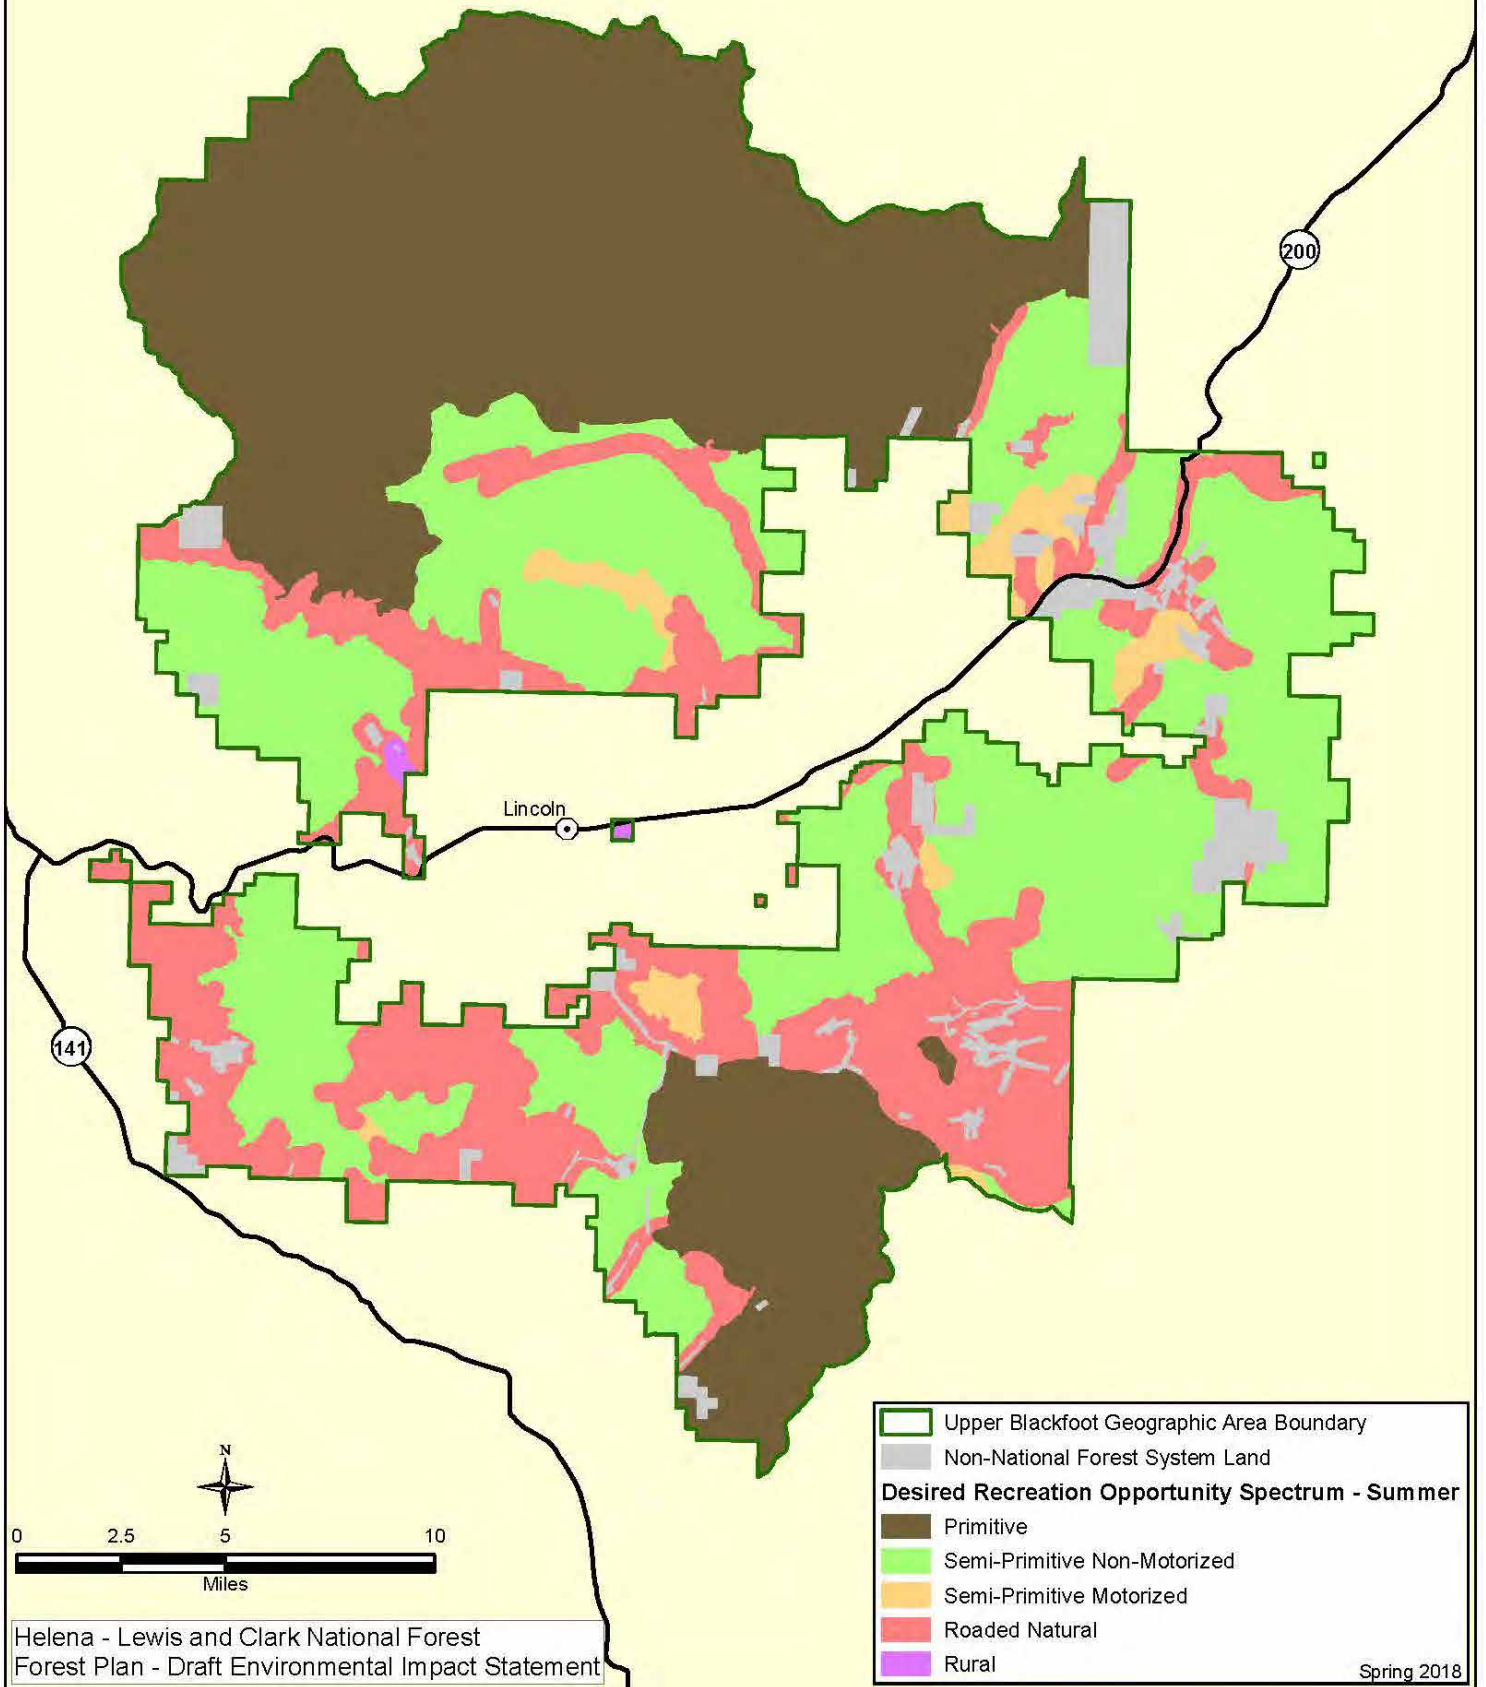 200
Lincoln
141
N
0 2.5 5 10
Miles
Helena - Lewis and Clark National Forest
Forest Plan - Draft Environmental Impact Statement
Upper Blackfoot Geographic Area Boundary
Non-National Forest System Land
Desired Recreation Opportunity Spectrum - Summer
Primitive
Semi-Primitive Non-Motorized
Semi-Primitive Motorized
Roaded Natural
Rural
Spring 2018